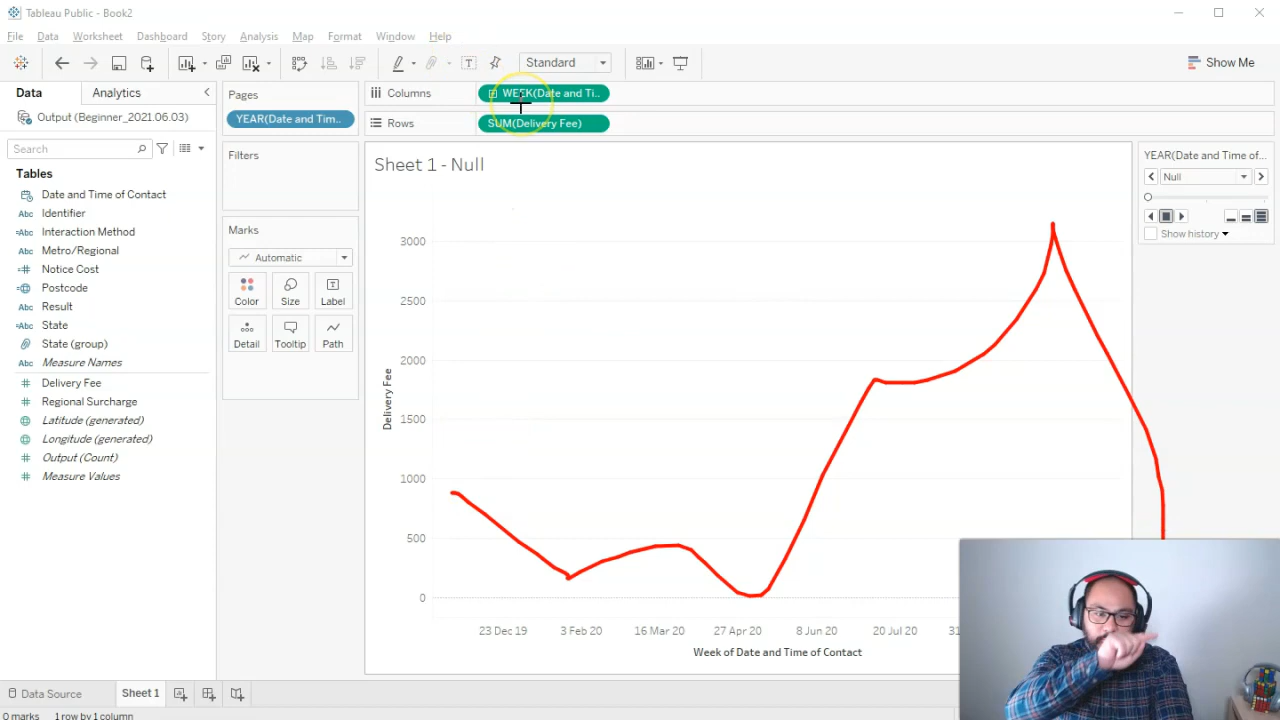 Tableau Public - Book2
File Data Worksheet Dashboard Story Analysis Map Format Window Help
Standard
Show Me
Data Analytics
Output (Beginner_2021.06.03)
Search
Tables
Date and Time of Contact
Abc Identifier
=Abc Interaction Method
Abc Metro/Regional
=# Notice Cost
Postcode
Abc Result
=Abc State
State (group)
Abc Measure Names
# Delivery Fee
# Regional Surcharge
Latitude (generated)
Longitude (generated)
# Output (Count)
# Measure Values
Pages
YEAR(Date and Tim..
Filters
Marks
Automatic
Color Size Label
Detail Tooltip Path
Columns WEEK(Date and Ti..
Rows SUM(Delivery Fee)
Sheet 1 - Null
3000
2500
2000
1500
1000
500
0
Delivery Fee
23 Dec 19 3 Feb 20 16 Mar 20 27 Apr 20 8 Jun 20 20 Jul 20 31
Week of Date and Time of Contact
YEAR(Date and Time of...
Null
Show history
Data Source Sheet 1
0 marks 1 row by 1 column